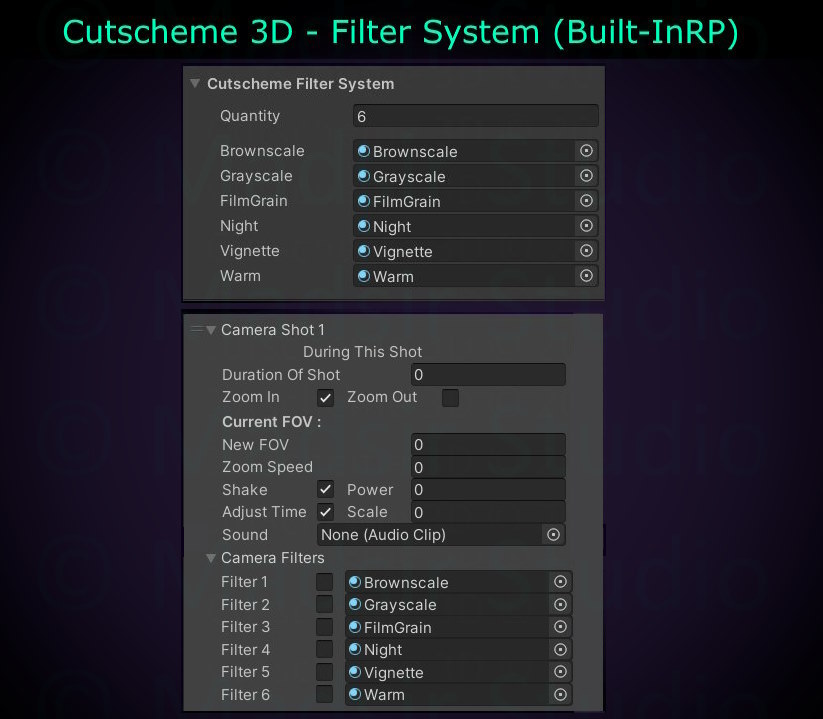 Cutscheme 3D - Filter System (Built-InRP)
Cutscheme Filter System
Quantity 6
Brownscale Brownscale
Grayscale Grayscale
FilmGrain FilmGrain
Night Night
Vignette Vignette
Warm Warm
Camera Shot 1
During This Shot
Duration Of Shot 0
Zoom In Zoom Out
Current FOV :
New FOV 0
Zoom Speed 0
Shake Power 0
Adjust Time Scale 0
Sound None (Audio Clip)
Camera Filters
Filter 1 Brownscale
Filter 2 Grayscale
Filter 3 FilmGrain
Filter 4 Night
Filter 5 Vignette
Filter 6 Warm